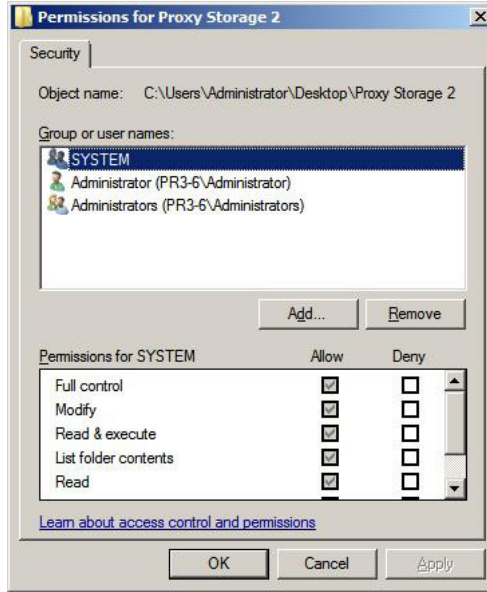 Permissions for Proxy Storage 2
Security
Object name: C:\Users\Administrator\Desktop\Proxy Storage 2
Group or user names:
SYSTEM
Administrator (PR3-6\Administrator)
Administrators (PR3-6\Administrators)
Add... Remove
Permissions for SYSTEM Allow Deny
Full control
Modify
Read & execute
List folder contents
Read
Learn about access control and permissions
OK Cancel Apply